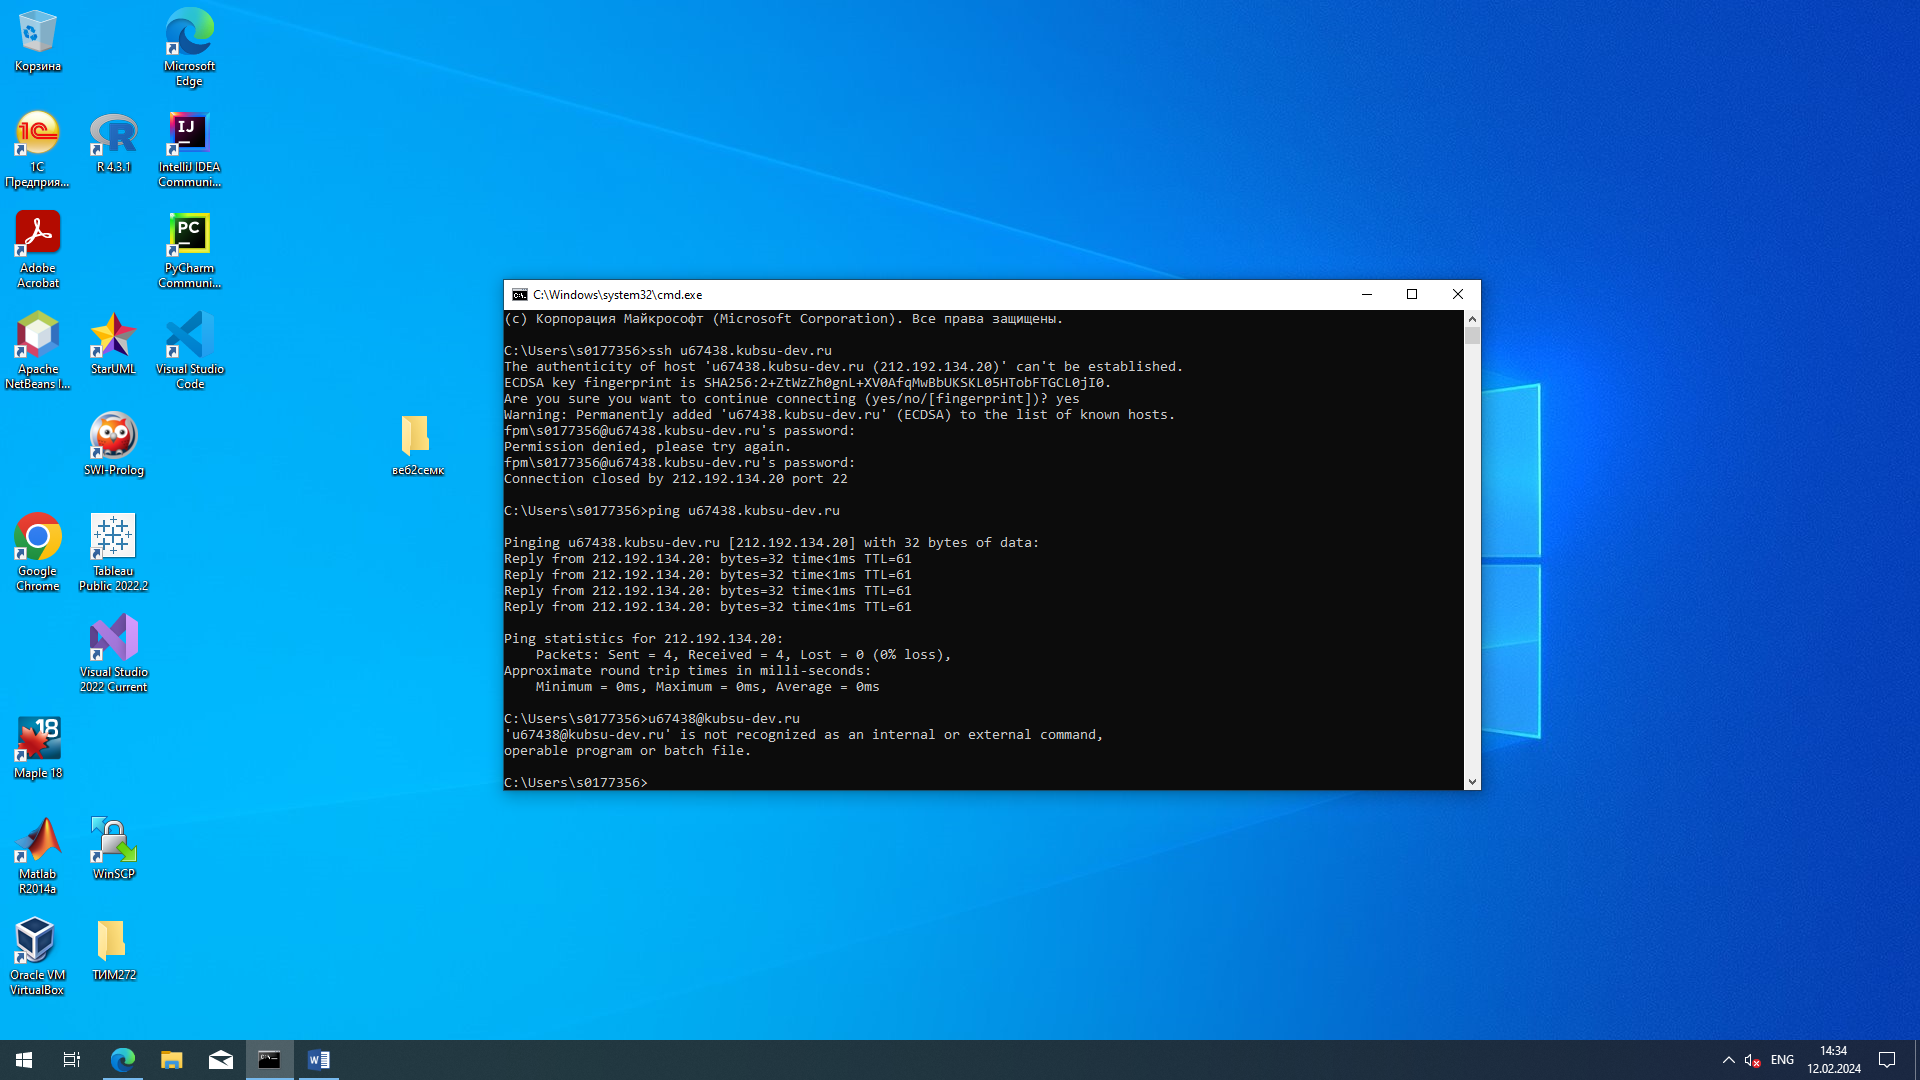 Корзина
Microsoft
Edge
1C
Предприя...
R 4.3.1
IntelliJ IDEA
Communi...
Adobe
Acrobat
PyCharm
Communi...
Apache
NetBeans I...
StarUML
Visual Studio
Code
SWI-Prolog
веб2семк
Google
Chrome
Tableau
Public 2022.2
Visual Studio
2022 Current
Maple 18
Matlab
R2014a
WinSCP
Oracle VM
VirtualBox
ТИМ272
C:\Windows\system32\cmd.exe
(c) Корпорация Майкрософт (Microsoft Corporation). Все права защищены.
C:\Users\s0177356>ssh u67438.kubsu-dev.ru
The authenticity of host 'u67438.kubsu-dev.ru (212.192.134.20)' can't be established.
ECDSA key fingerprint is SHA256:2+ZtWzZh0gnL+XV0AfqMwBbUKSKL05HTobFTGCL0jI0.
Are you sure you want to continue connecting (yes/no/[fingerprint])? yes
Warning: Permanently added 'u67438.kubsu-dev.ru' (ECDSA) to the list of known hosts.
fpm\s0177356@u67438.kubsu-dev.ru's password:
Permission denied, please try again.
fpm\s0177356@u67438.kubsu-dev.ru's password:
Connection closed by 212.192.134.20 port 22
C:\Users\s0177356>ping u67438.kubsu-dev.ru
Pinging u67438.kubsu-dev.ru [212.192.134.20] with 32 bytes of data:
Reply from 212.192.134.20: bytes=32 time<1ms TTL=61
Reply from 212.192.134.20: bytes=32 time<1ms TTL=61
Reply from 212.192.134.20: bytes=32 time<1ms TTL=61
Reply from 212.192.134.20: bytes=32 time<1ms TTL=61
Ping statistics for 212.192.134.20:
Packets: Sent = 4, Received = 4, Lost = 0 (0% loss),
Approximate round trip times in milli-seconds:
Minimum = 0ms, Maximum = 0ms, Average = 0ms
C:\Users\s0177356>u67438@kubsu-dev.ru
'u67438@kubsu-dev.ru' is not recognized as an internal or external command,
operable program or batch file.
C:\Users\s0177356>
ENG
14:34
12.02.2024